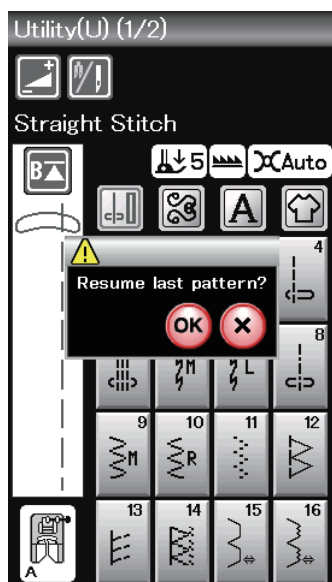 Utility(U) (1/2)
Straight Stitch
B
5
Auto
A
4
Resume last pattern?
OK
8
M
L
9
10
11
12
M
R
13
14
15
16
A